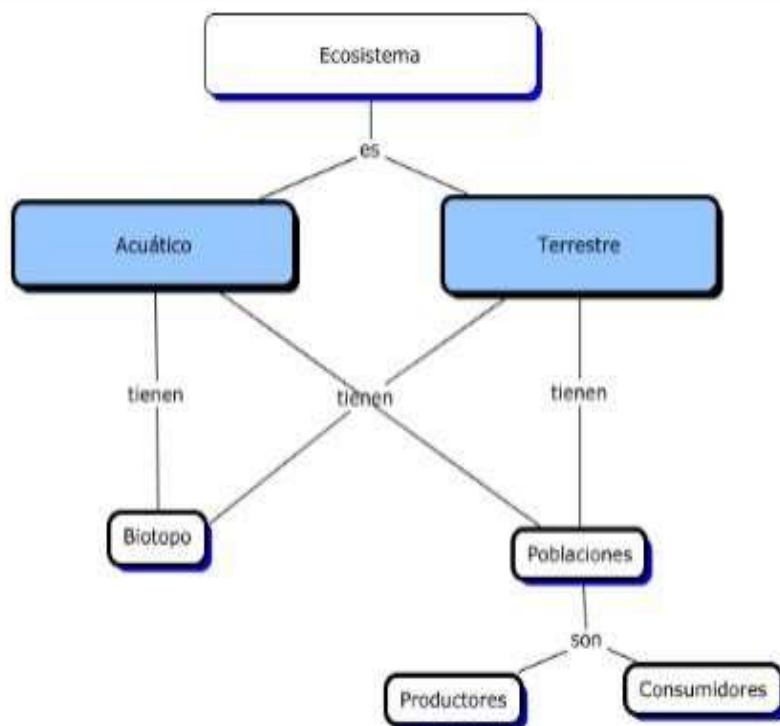 Ecosistema
es
Acuático
Terrestre
tienen
tienen
tienen
Biotopo
Poblaciones
son
Productores
Consumidores